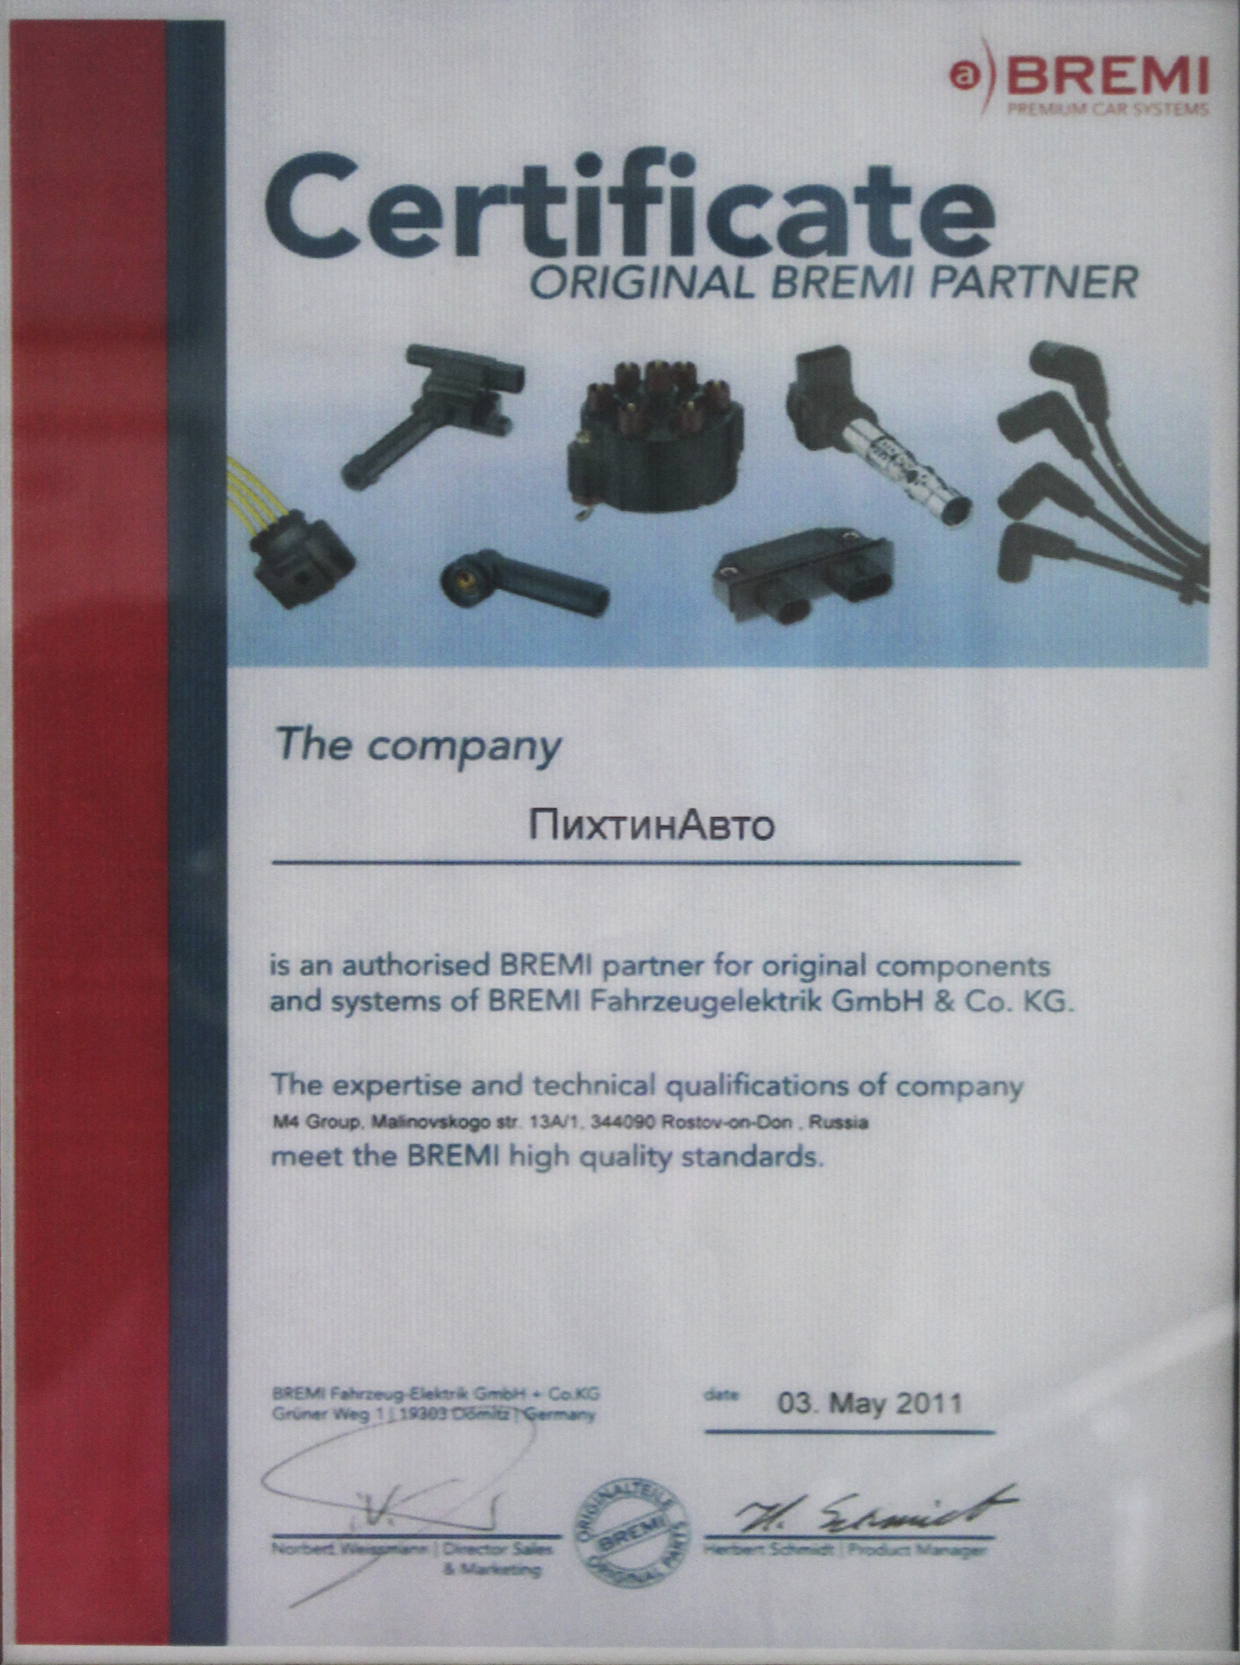 a) BREMI
PREMIUM CAR SYSTEMS
Certificate
ORIGINAL BREMI PARTNER
The company
ПихтинАвто
is an authorised BREMI partner for original components
and systems of BREMI Fahrzeugelektrik GmbH & Co. KG.
The expertise and technical qualifications of company
M4 Group, Malinovskogo str. 13A/1, 344090 Rostov-on-Don , Russia
meet the BREMI high quality standards.
BREMI Fahrzeug-Elektrik GmbH + Co.KG
Grüner Weg 1 | 19303 Dömitz | Germany
date 03. May 2011
H. Schmidt
ORIGINALTEILE
BREMI
ORIGINAL PARTS
Norbert Weissmann | Director Sales
& Marketing
Herbert Schmidt | Product Manager